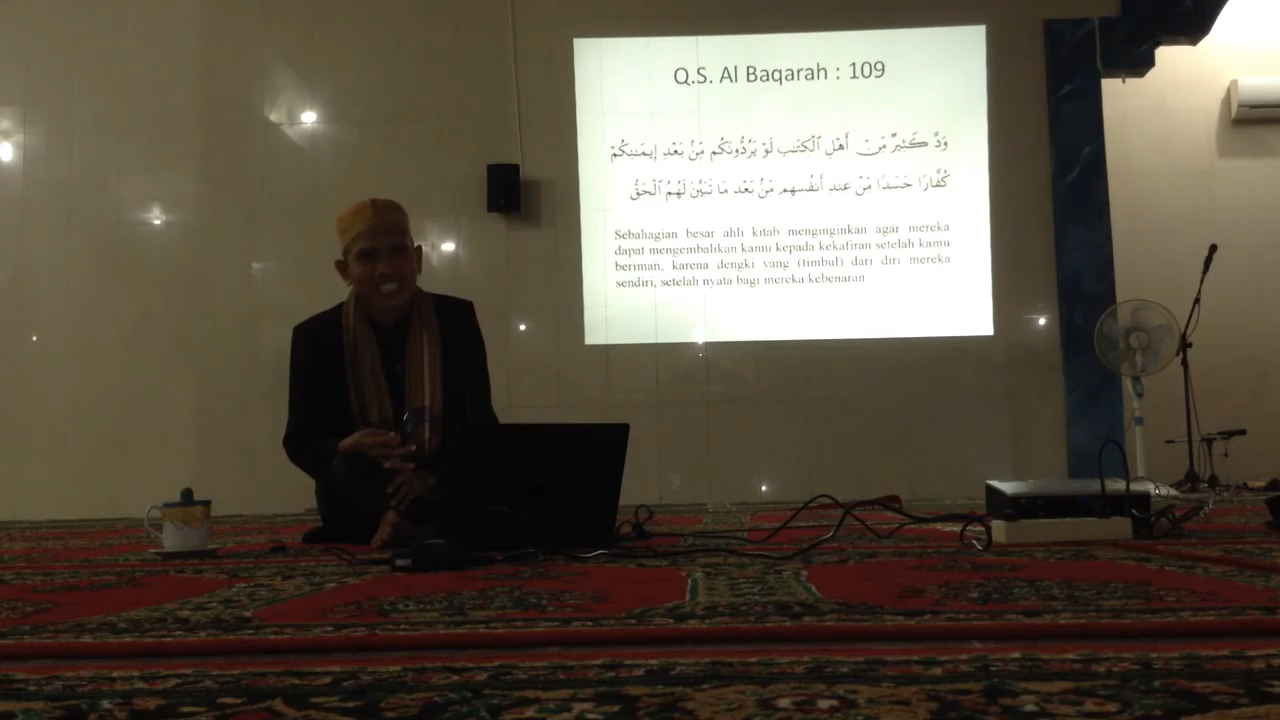 Q.S. Al Baqarah : 109
وَدَّ كَثِيرٌ مِّنْ أَهْلِ ٱلْكِتَٰبِ لَوْ يَرُدُّونَكُم مِّنۢ بَعْدِ إِيمَٰنِكُمْ
كُفَّارًا حَسَدًا مِّنْ عِندِ أَنفُسِهِم مِّنۢ بَعْدِ مَا تَبَيَّنَ لَهُمُ ٱلْحَقُّ
Sebahagian besar ahli kitab menginginkan agar mereka
dapat mengembalikan kamu kepada kekafiran setelah kamu
beriman, karena dengki yang (timbul) dari diri mereka
sendiri, setelah nyata bagi mereka kebenaran